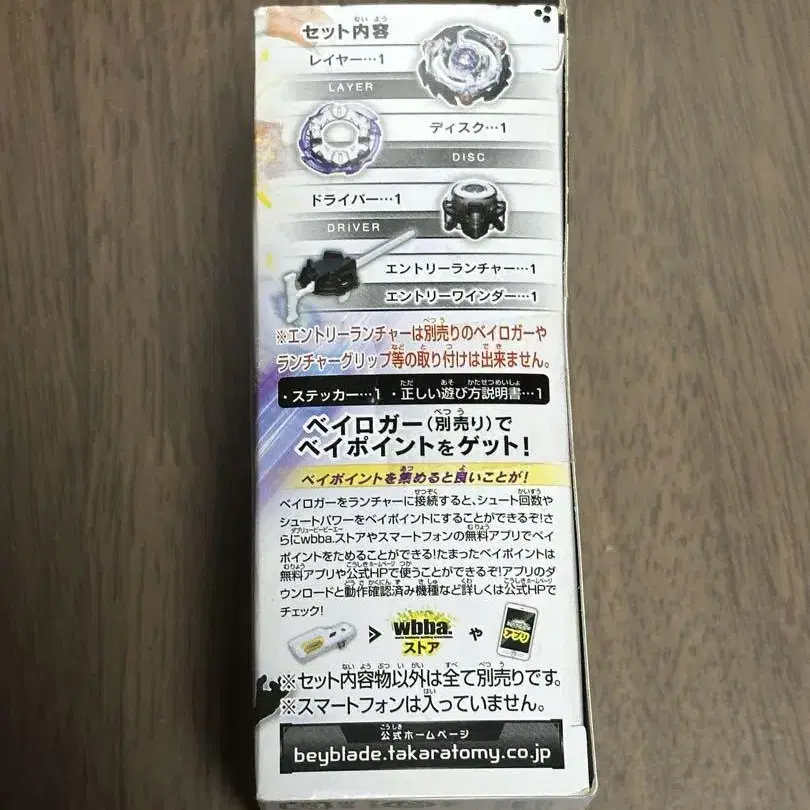 セット内容
レイヤー…1
LAYER
ディスク…1
DISC
ドライバー…1
DRIVER
エントリーランチャー…1
エントリーワインダー…1
※エントリーランチャーは別売りのベイロガーや
ランチャーグリップ等の取り付けは出来ません。
・ステッカー…1 ・正しい遊び方説明書…1
ベイロガー(別売り)で
ベイポイントをゲット!
ベイポイントを集めると良いことが!
ベイロガーをランチャーに接続すると、シュート回数や
シュートパワーをベイポイントにすることができるぞ!さ
らにwbba.ストアやスマートフォンの無料アプリでベイ
ポイントをためることができる!たまったベイポイントは
無料アプリや公式HPで使うことができるぞ!アプリのダ
ウンロードと動作確認済み機種など詳しくは公式HPで
チェック!
wbba.
ストア
や
アプリ
※セット内容物以外は全て別売りです。
※スマートフォンは入っていません。
公式ホームページ
beyblade.takaratomy.co.jp